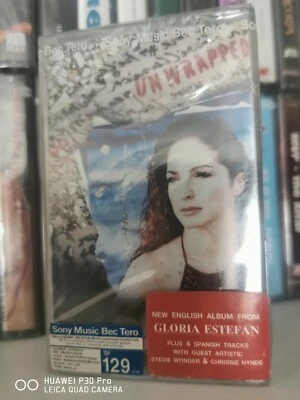 Bec Tero Sony Music Bec Tero So
UNWRAPPED
NEW ENGLISH ALBUM FROM
GLORIA ESTEFAN
PLUS 4 SPANISH TRACKS
WITH GUEST ARTISTS:
STEVIE WONDER & CHRISSIE HYNDE
Sony Music Bec Tero
129
HUAWEI P30 Pro
LEICA QUAD CAMERA